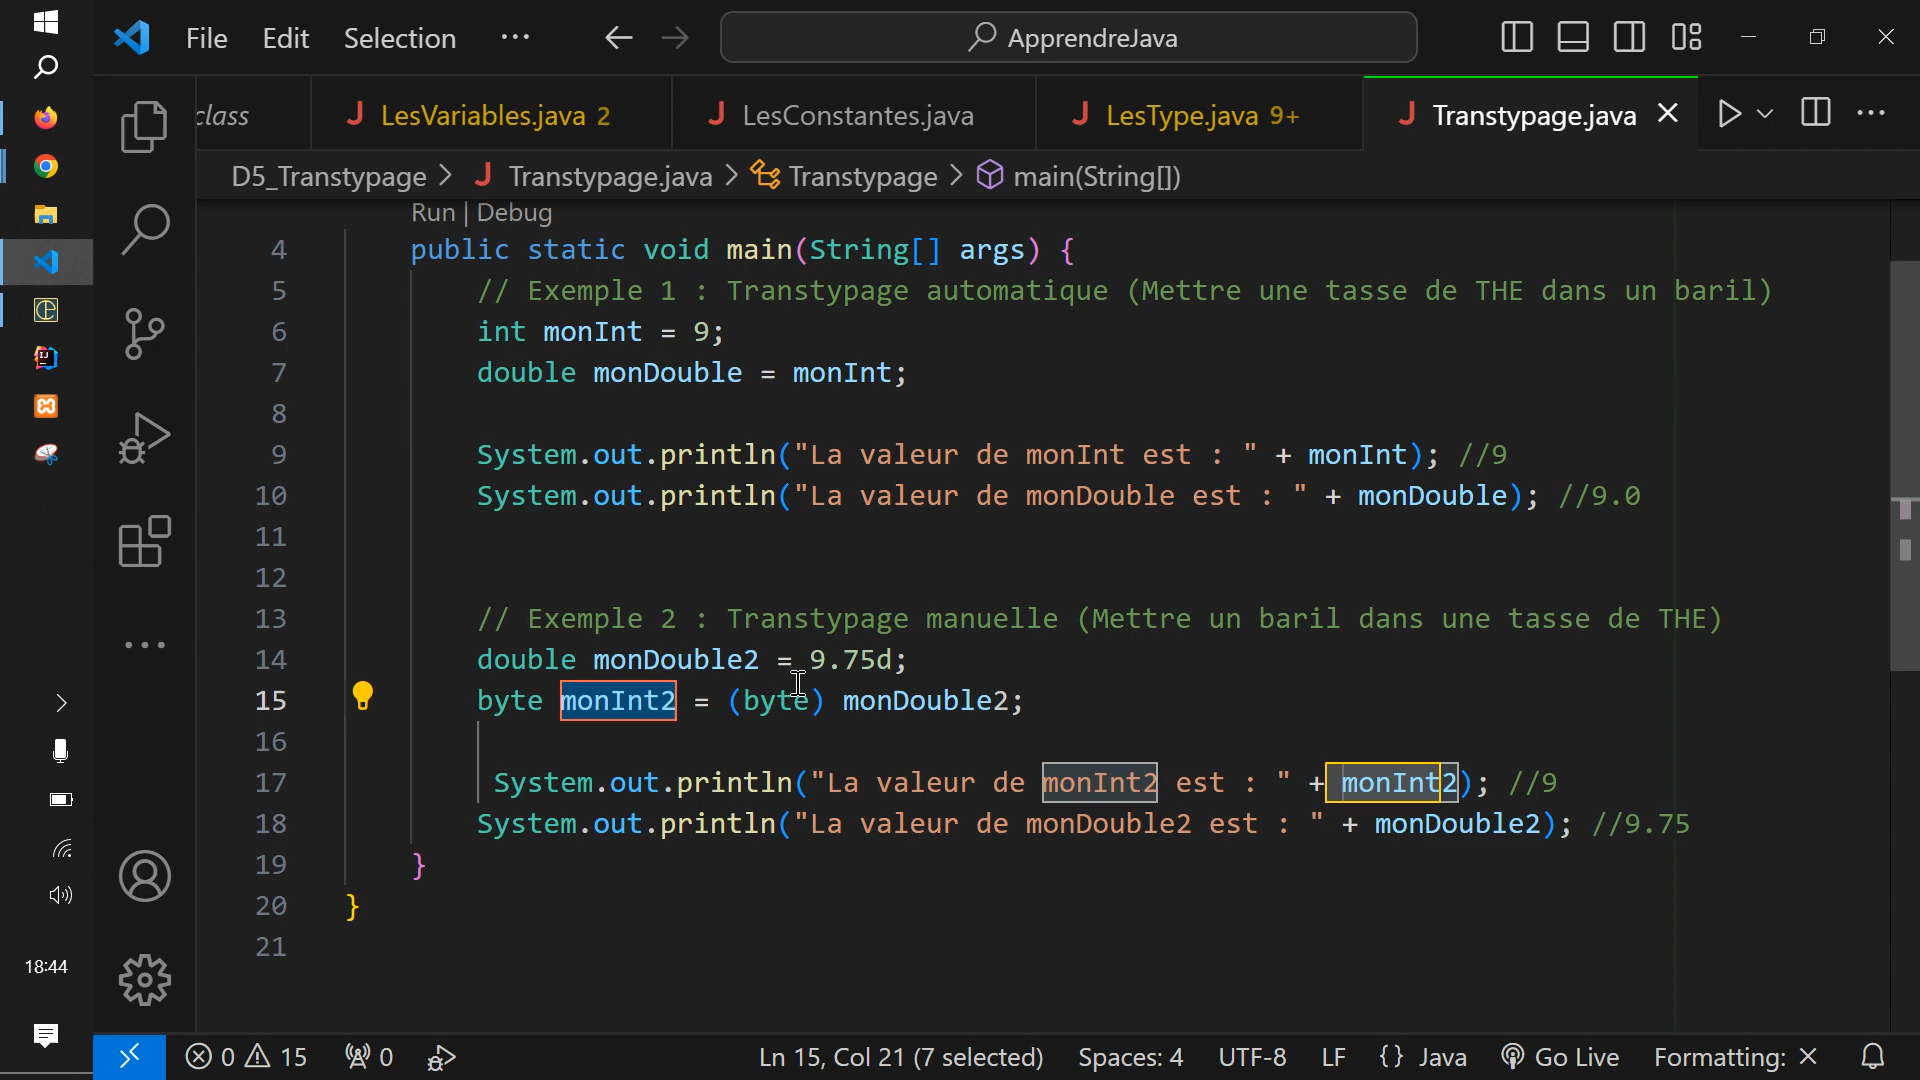 File Edit Selection ··· ApprendreJava
class LesVariables.java 2 LesConstantes.java LesType.java 9+ Transtypage.java
D5_Transtypage > Transtypage.java > Transtypage > main(String[])
Run | Debug
4 public static void main(String[] args) {
5 // Exemple 1 : Transtypage automatique (Mettre une tasse de THE dans un baril)
6 int monInt = 9;
7 double monDouble = monInt;
8
9 System.out.println("La valeur de monInt est : " + monInt); //9
10 System.out.println("La valeur de monDouble est : " + monDouble); //9.0
11
12
13 // Exemple 2 : Transtypage manuelle (Mettre un baril dans une tasse de THE)
14 double monDouble2 = 9.75d;
15 byte monInt2 = (byte) monDouble2;
16
17 System.out.println("La valeur de monInt2 est : " + monInt2); //9
18 System.out.println("La valeur de monDouble2 est : " + monDouble2); //9.75
19 }
20 }
21
18:44
0 15 0 Ln 15, Col 21 (7 selected) Spaces: 4 UTF-8 LF {} Java Go Live Formatting: ×